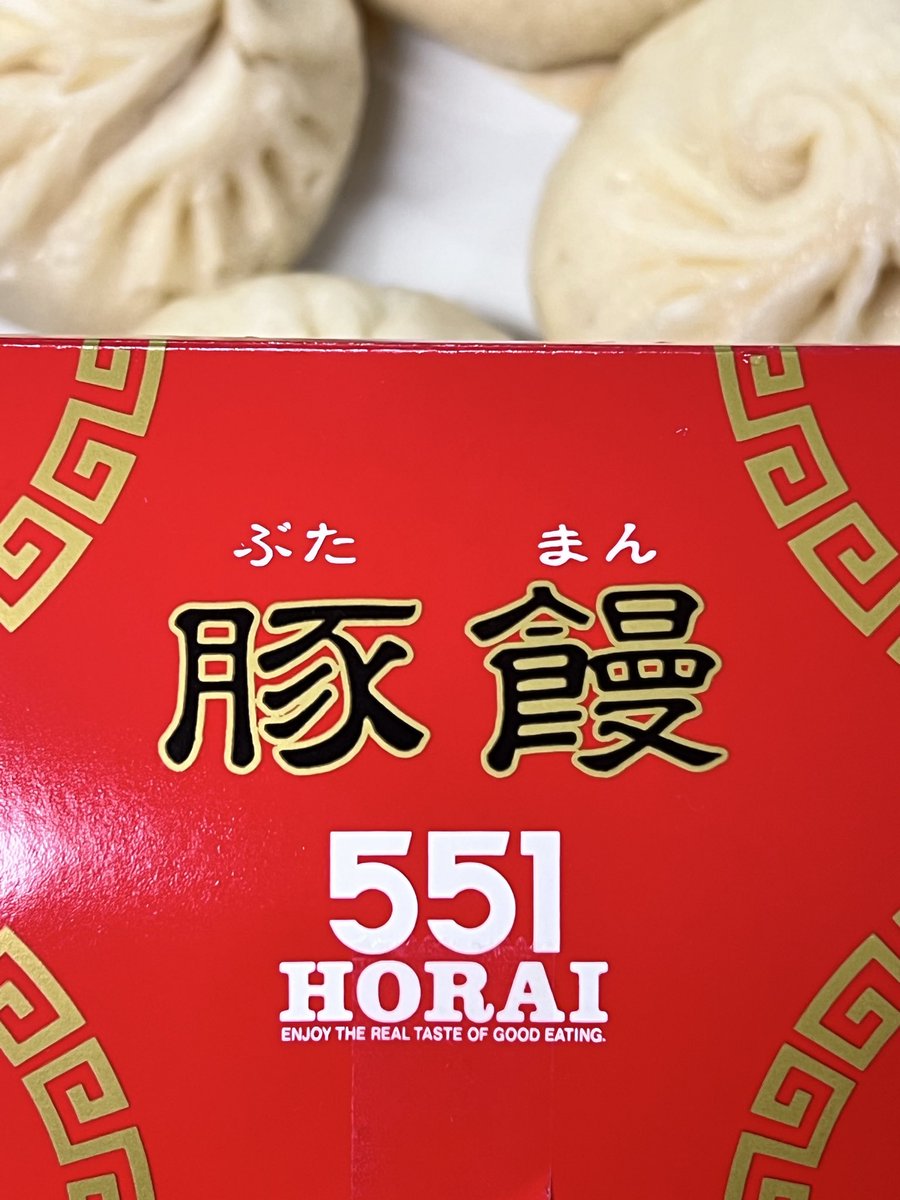 ぶた まん
豚饅
551
HORAI
ENJOY THE REAL TASTE OF GOOD EATING.